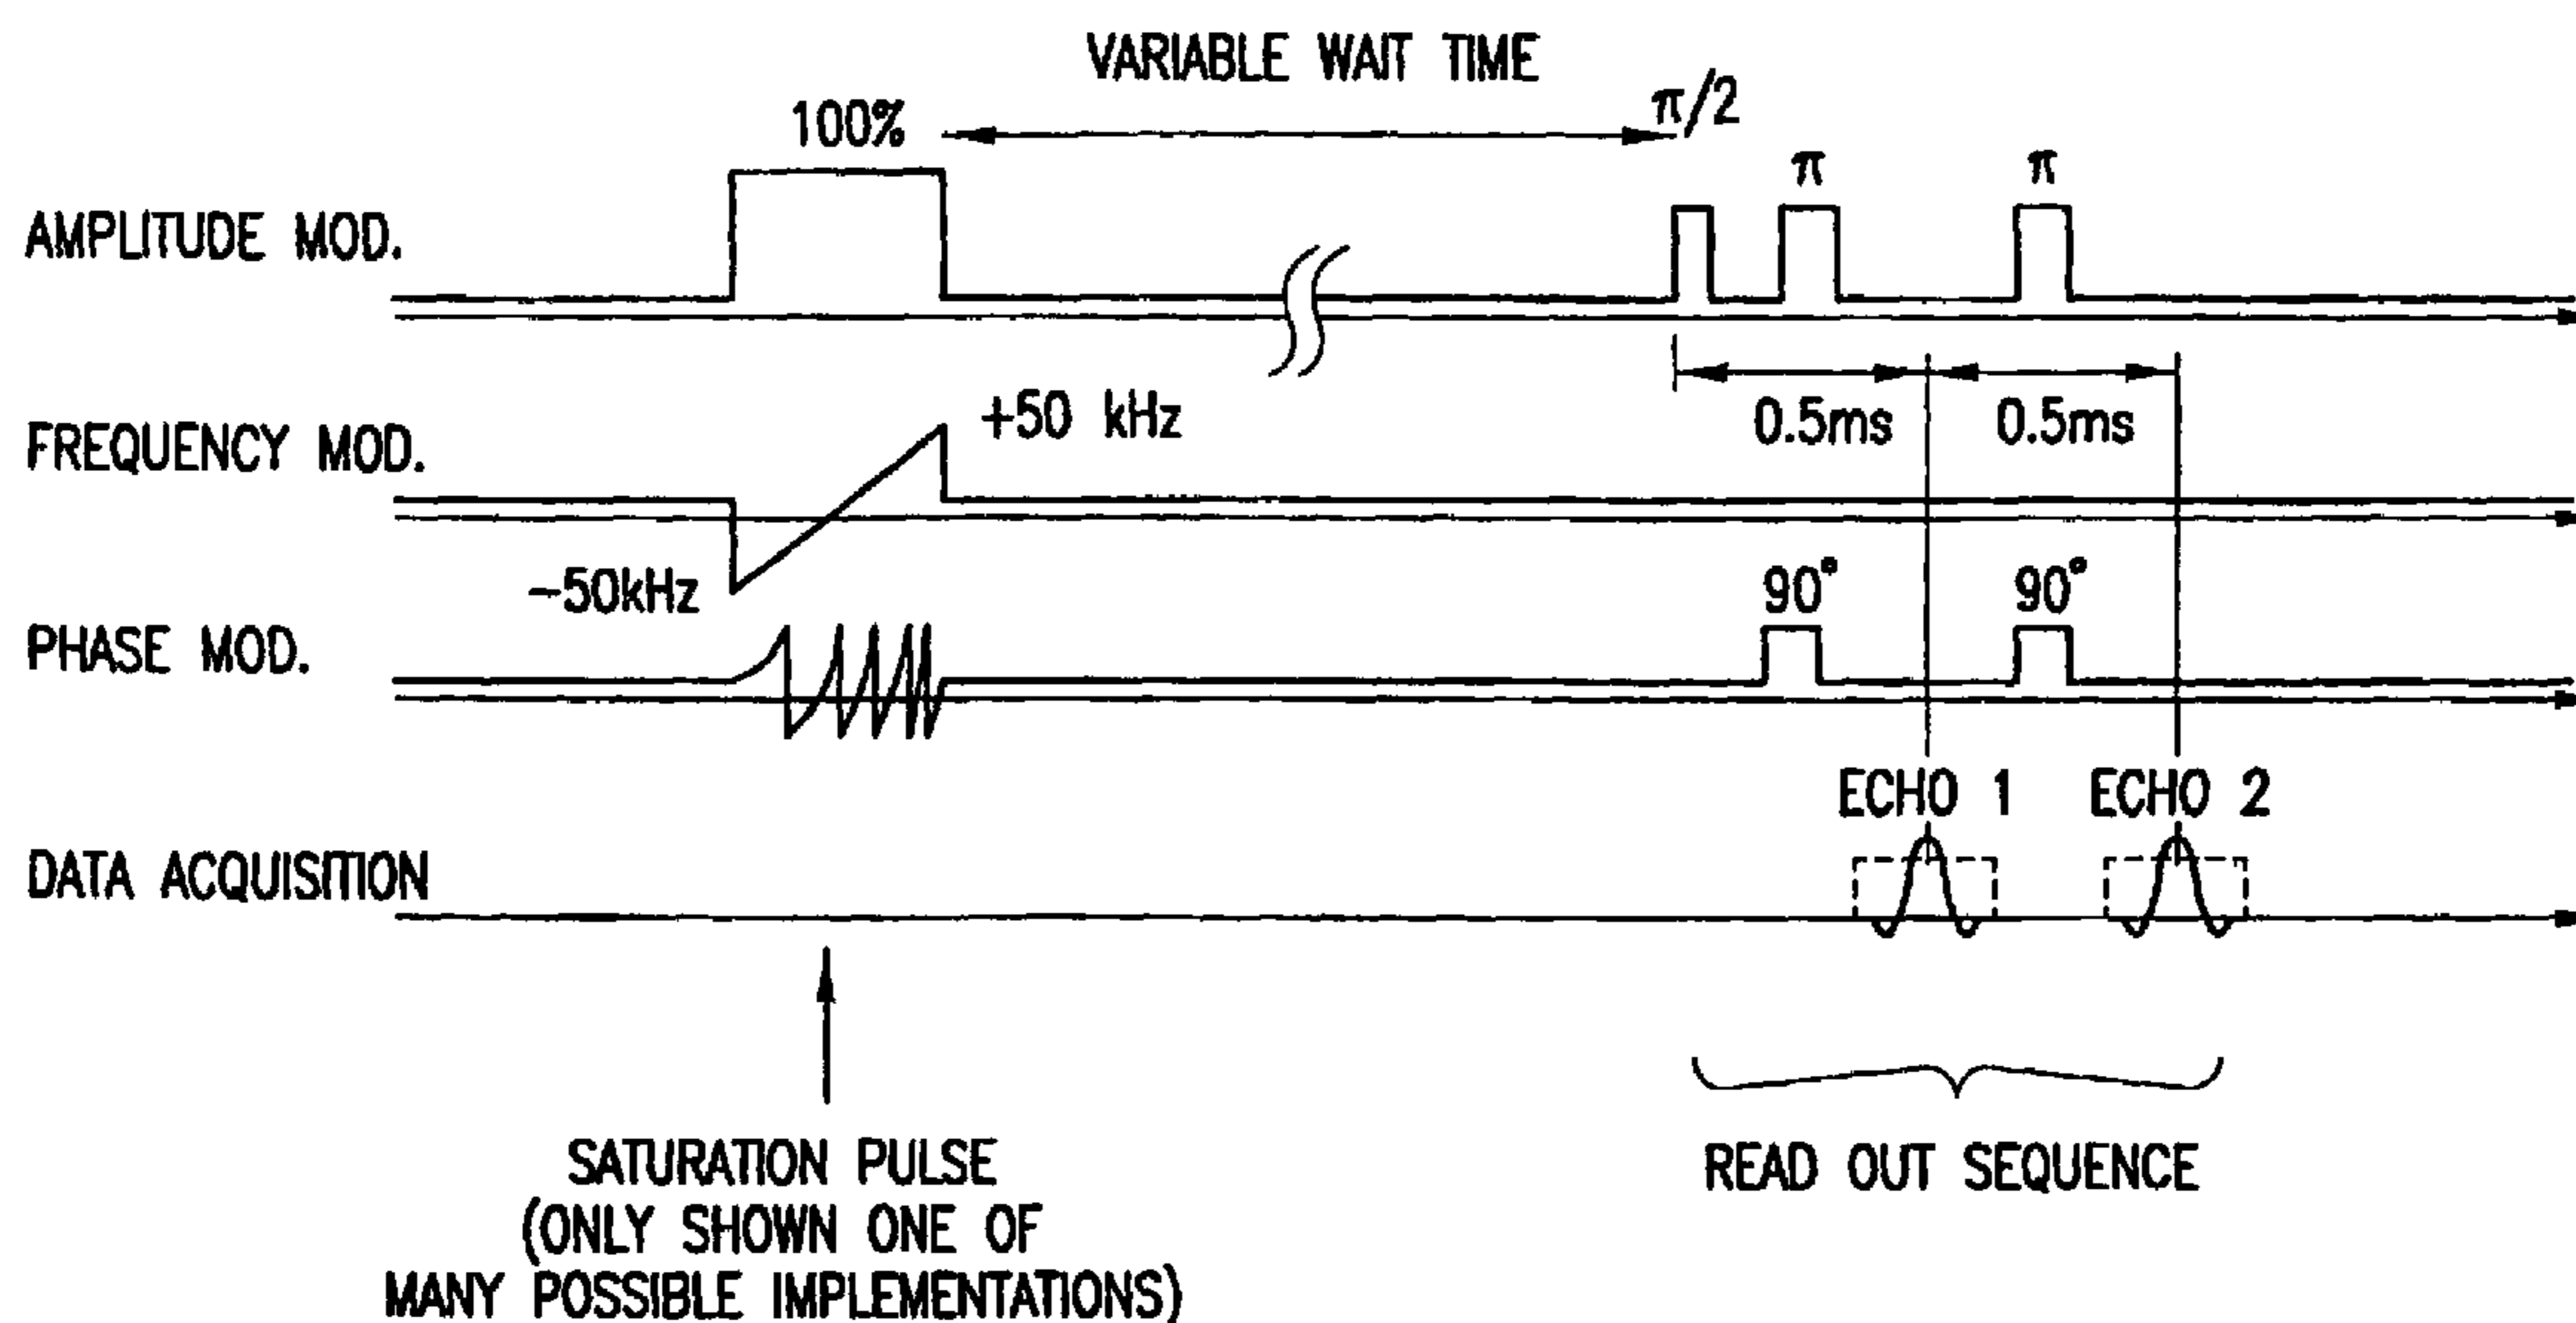 VARIABLE WAIT TIME
100%
π/2
π
π
AMPLITUDE MOD.
+50 kHz
0.5ms
0.5ms
FREQUENCY MOD.
-50kHz
90°
90°
PHASE MOD.
ECHO 1
ECHO 2
DATA ACQUISITION
SATURATION PULSE
(ONLY SHOWN ONE OF
MANY POSSIBLE IMPLEMENTATIONS)
READ OUT SEQUENCE